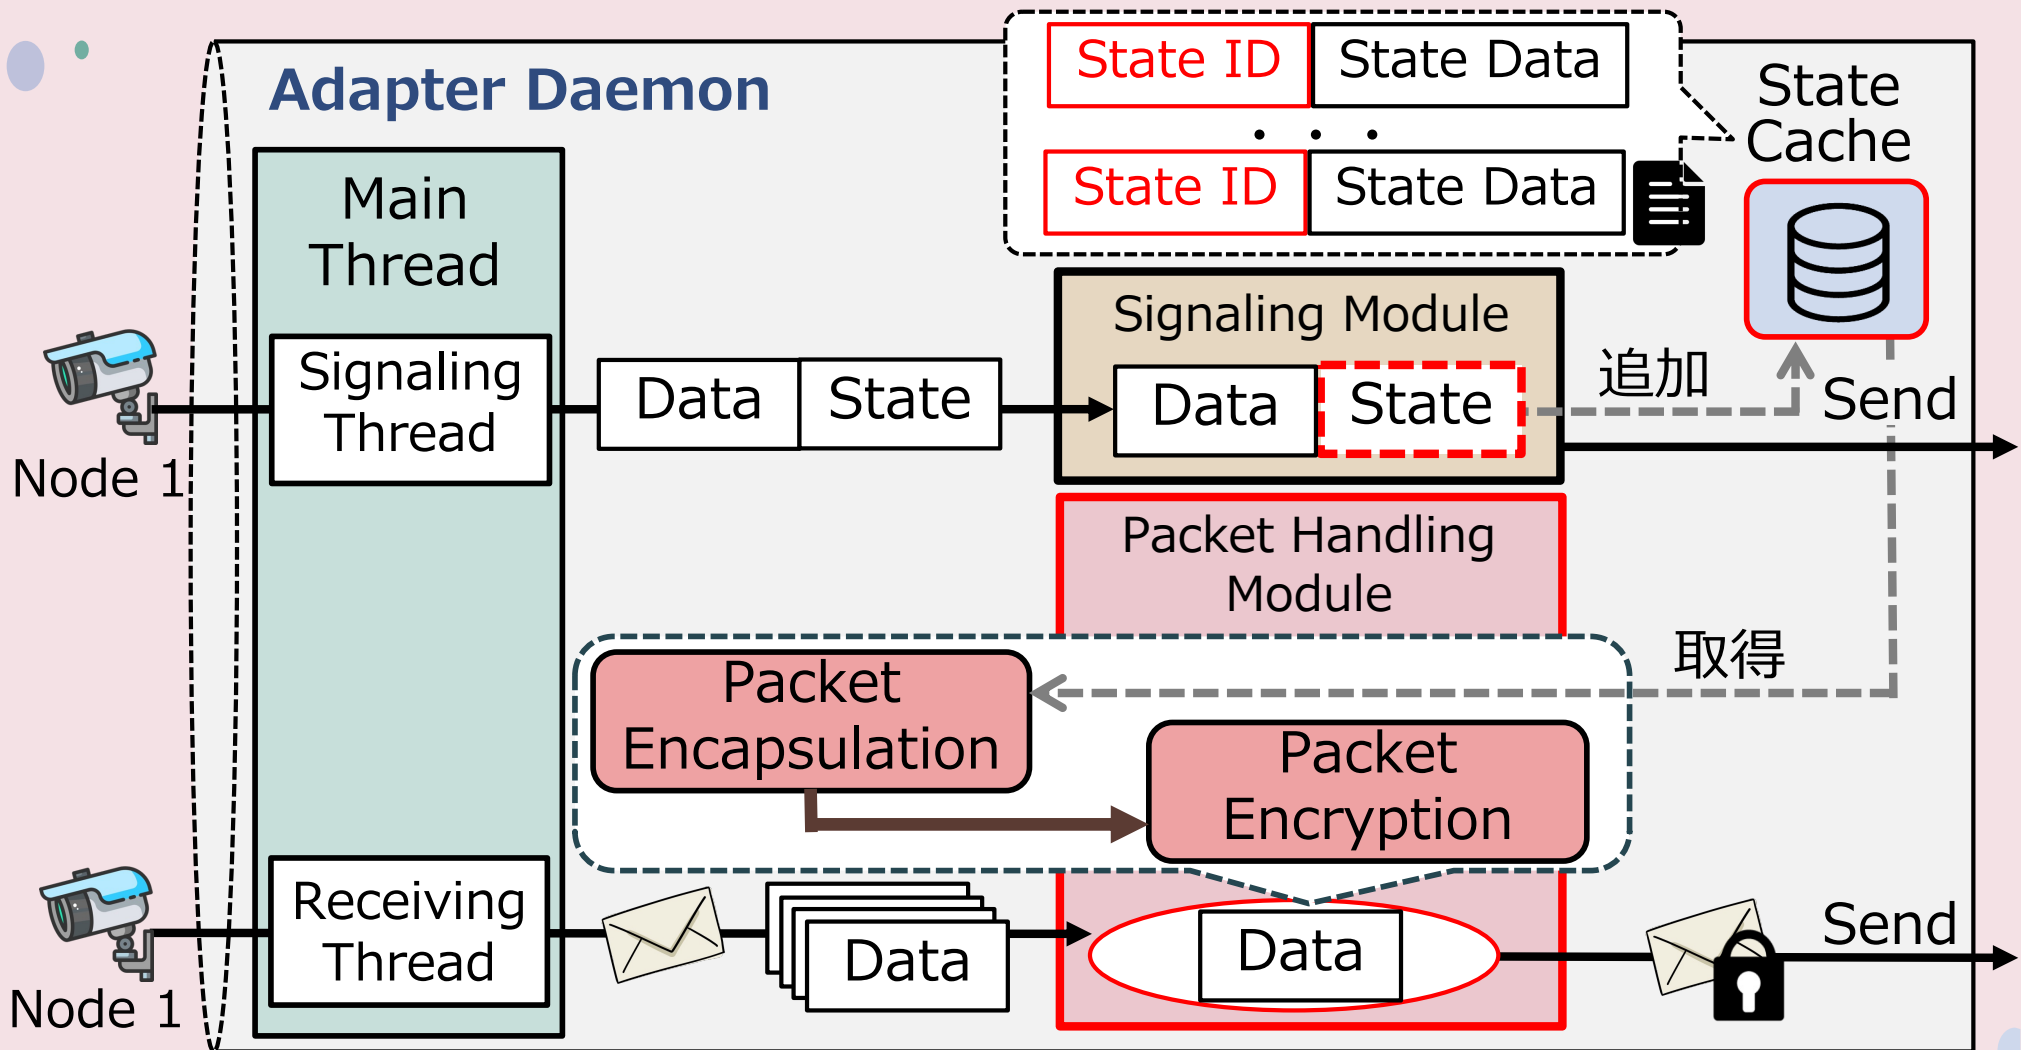 Adapter Daemon
State ID
State Data
・・・
State ID
State Data
State
Cache
Main
Thread
Signaling
Thread
Node 1
Data
State
Signaling Module
Data
State
追加
Send
Packet Handling
Module
取得
Packet
Encapsulation
Packet
Encryption
Receiving
Thread
Node 1
Data
Data
Send